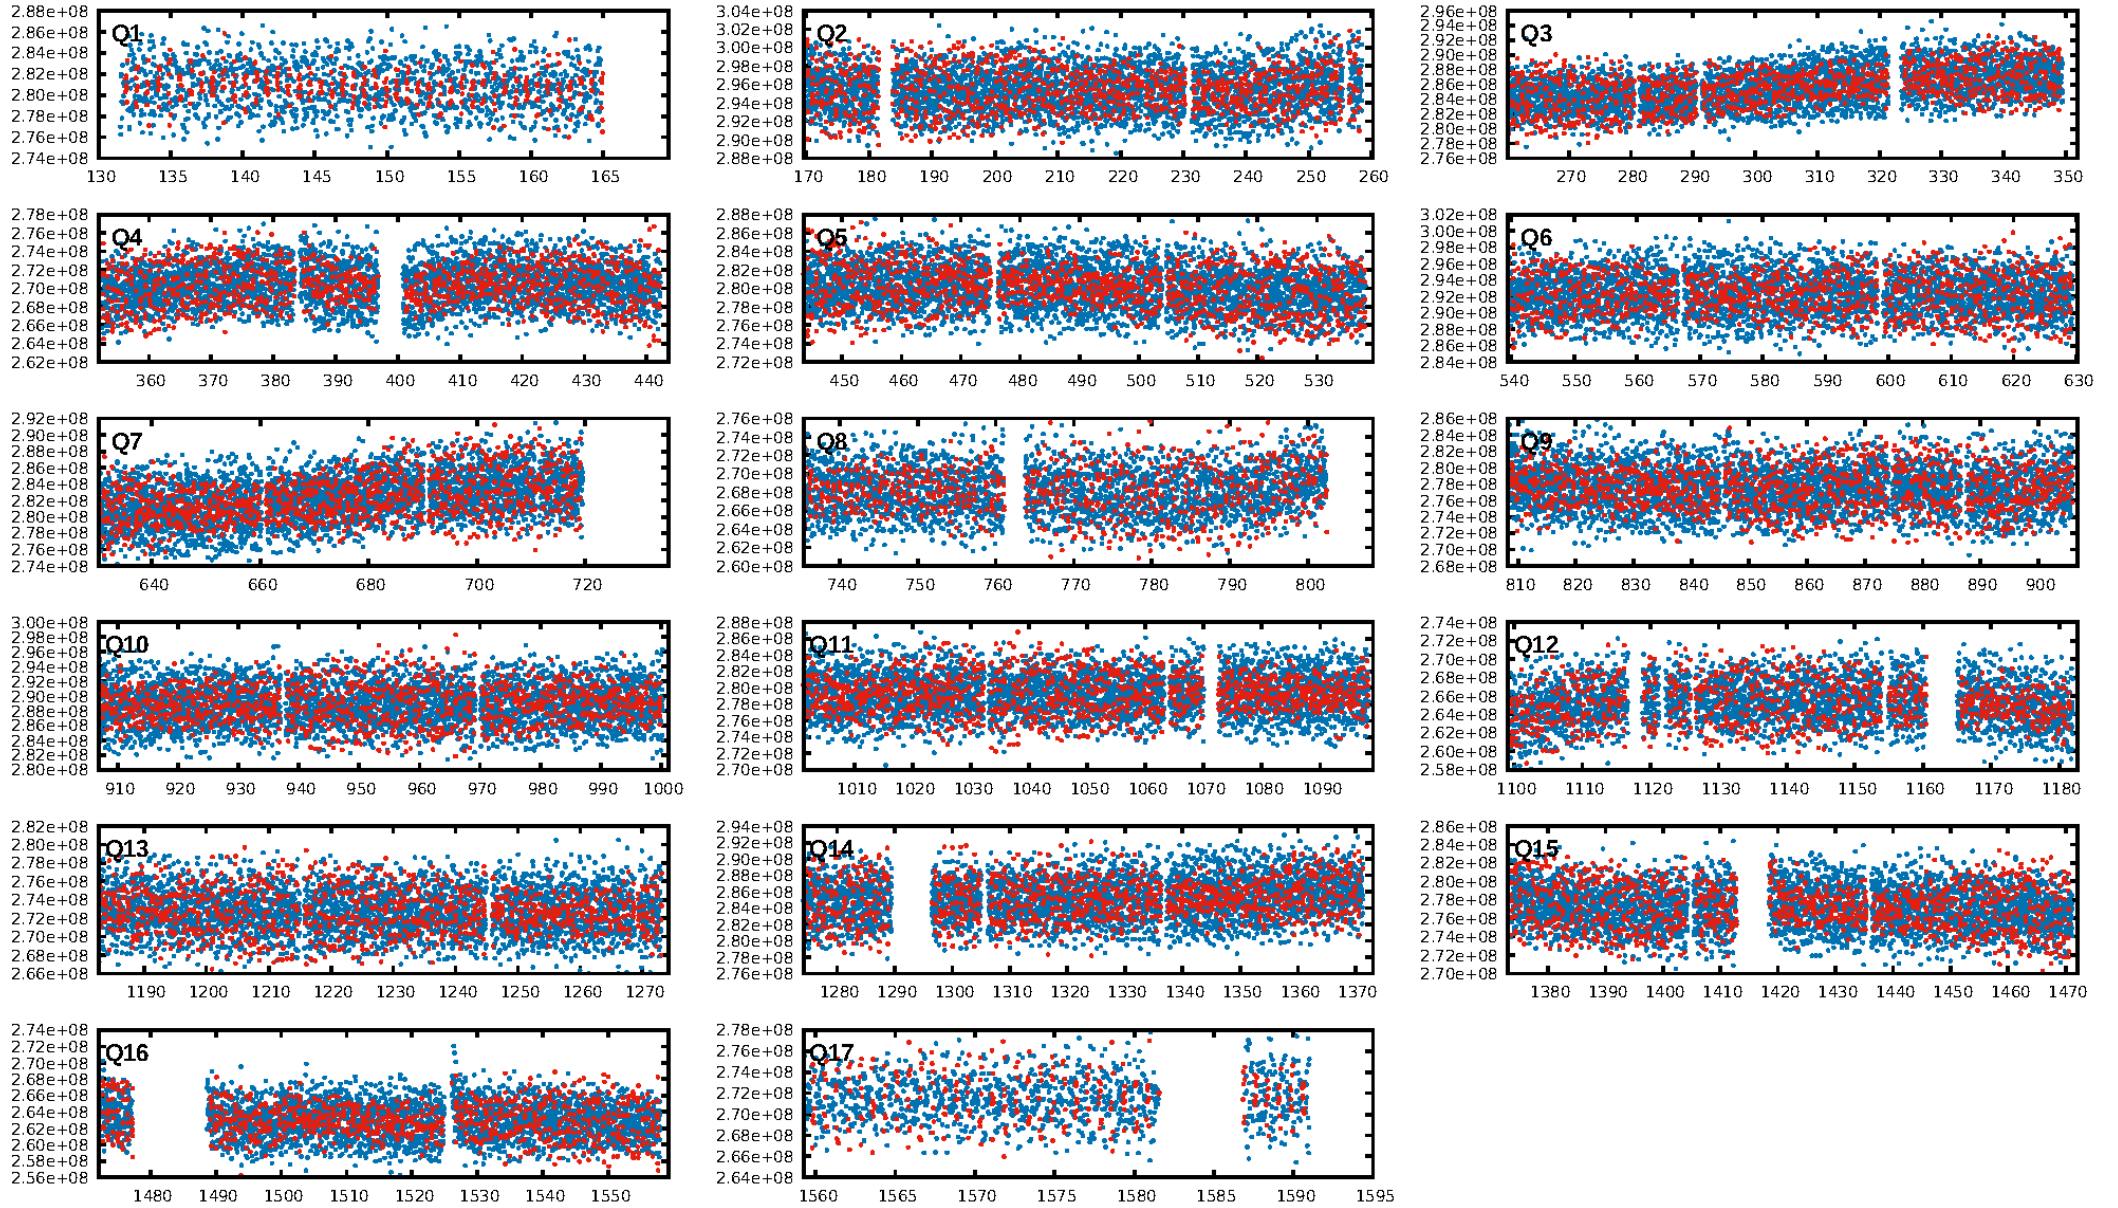 Q1
2.88e+08
2.86e+08
2.84e+08
2.82e+08
2.80e+08
2.78e+08
2.76e+08
2.74e+08
130 135 140 145 150 155 160 165
Q2
3.04e+08
3.02e+08
3.00e+08
2.98e+08
2.96e+08
2.94e+08
2.92e+08
2.90e+08
2.88e+08
170 180 190 200 210 220 230 240 250 260
Q3
2.96e+08
2.94e+08
2.92e+08
2.90e+08
2.88e+08
2.86e+08
2.84e+08
2.82e+08
2.80e+08
2.78e+08
2.76e+08
270 280 290 300 310 320 330 340 350
Q4
2.78e+08
2.76e+08
2.74e+08
2.72e+08
2.70e+08
2.68e+08
2.66e+08
2.64e+08
2.62e+08
360 370 380 390 400 410 420 430 440
Q5
2.88e+08
2.86e+08
2.84e+08
2.82e+08
2.80e+08
2.78e+08
2.76e+08
2.74e+08
2.72e+08
450 460 470 480 490 500 510 520 530
Q6
3.02e+08
3.00e+08
2.98e+08
2.96e+08
2.94e+08
2.92e+08
2.90e+08
2.88e+08
2.86e+08
2.84e+08
540 550 560 570 580 590 600 610 620 630
Q7
2.92e+08
2.90e+08
2.88e+08
2.86e+08
2.84e+08
2.82e+08
2.80e+08
2.78e+08
2.76e+08
2.74e+08
640 660 680 700 720
Q8
2.76e+08
2.74e+08
2.72e+08
2.70e+08
2.68e+08
2.66e+08
2.64e+08
2.62e+08
2.60e+08
740 750 760 770 780 790 800
Q9
2.86e+08
2.84e+08
2.82e+08
2.80e+08
2.78e+08
2.76e+08
2.74e+08
2.72e+08
2.70e+08
2.68e+08
810 820 830 840 850 860 870 880 890 900
Q10
3.00e+08
2.98e+08
2.96e+08
2.94e+08
2.92e+08
2.90e+08
2.88e+08
2.86e+08
2.84e+08
2.82e+08
2.80e+08
910 920 930 940 950 960 970 980 990 1000
Q11
2.88e+08
2.86e+08
2.84e+08
2.82e+08
2.80e+08
2.78e+08
2.76e+08
2.74e+08
2.72e+08
2.70e+08
1010 1020 1030 1040 1050 1060 1070 1080 1090
Q12
2.74e+08
2.72e+08
2.70e+08
2.68e+08
2.66e+08
2.64e+08
2.62e+08
2.60e+08
2.58e+08
1100 1110 1120 1130 1140 1150 1160 1170 1180
Q13
2.82e+08
2.80e+08
2.78e+08
2.76e+08
2.74e+08
2.72e+08
2.70e+08
2.68e+08
2.66e+08
1190 1200 1210 1220 1230 1240 1250 1260 1270
Q14
2.94e+08
2.92e+08
2.90e+08
2.88e+08
2.86e+08
2.84e+08
2.82e+08
2.80e+08
2.78e+08
2.76e+08
1280 1290 1300 1310 1320 1330 1340 1350 1360 1370
Q15
2.86e+08
2.84e+08
2.82e+08
2.80e+08
2.78e+08
2.76e+08
2.74e+08
2.72e+08
2.70e+08
1380 1390 1400 1410 1420 1430 1440 1450 1460 1470
Q16
2.74e+08
2.72e+08
2.70e+08
2.68e+08
2.66e+08
2.64e+08
2.62e+08
2.60e+08
2.58e+08
2.56e+08
1480 1490 1500 1510 1520 1530 1540 1550
Q17
2.78e+08
2.76e+08
2.74e+08
2.72e+08
2.70e+08
2.68e+08
2.66e+08
2.64e+08
1560 1565 1570 1575 1580 1585 1590 1595